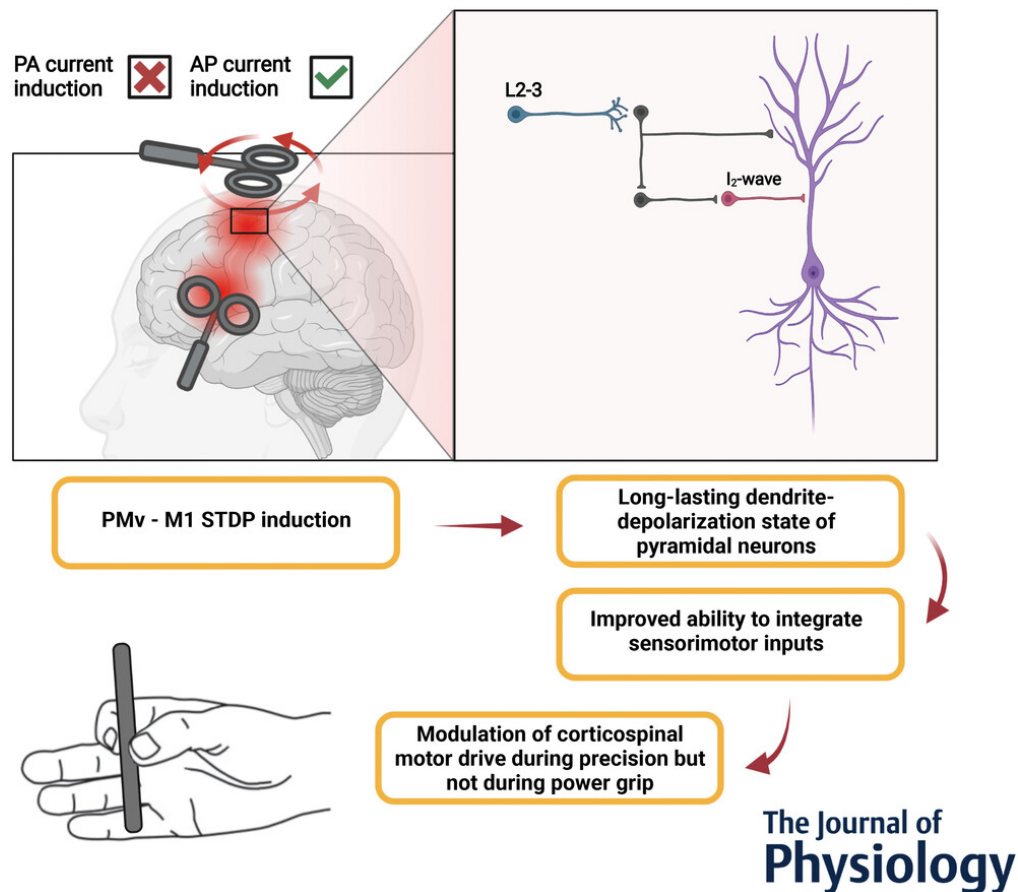 PA current
induction
AP current
induction
L2-3
I₂-wave
PMv - M1 STDP induction
Long-lasting dendrite-
depolarization state of
pyramidal neurons
Improved ability to integrate
sensorimotor inputs
Modulation of corticospinal
motor drive during precision but
not during power grip
The Journal of
Physiology